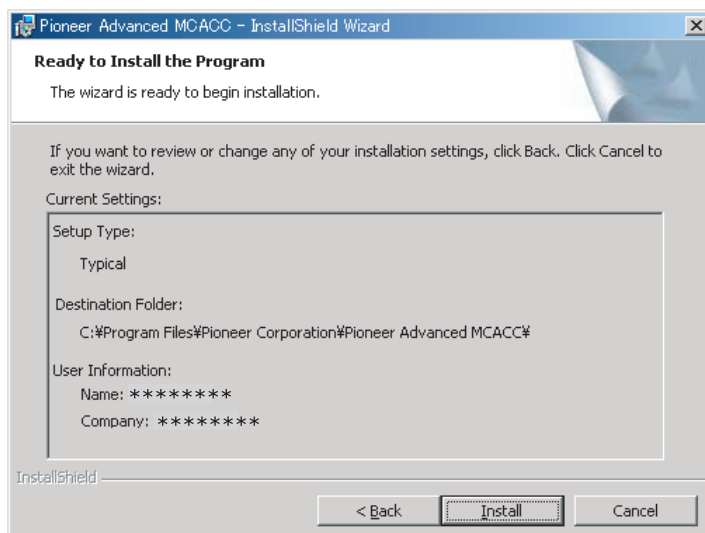 Pioneer Advanced MCACC - InstallShield Wizard
Ready to Install the Program
The wizard is ready to begin installation.
If you want to review or change any of your installation settings, click Back. Click Cancel to
exit the wizard.
Current Settings:
Setup Type:
Typical
Destination Folder:
C:¥Program Files¥Pioneer Corporation¥Pioneer Advanced MCACC¥
User Information:
Name: ********
Company: ********
InstallShield
< Back
Install
Cancel